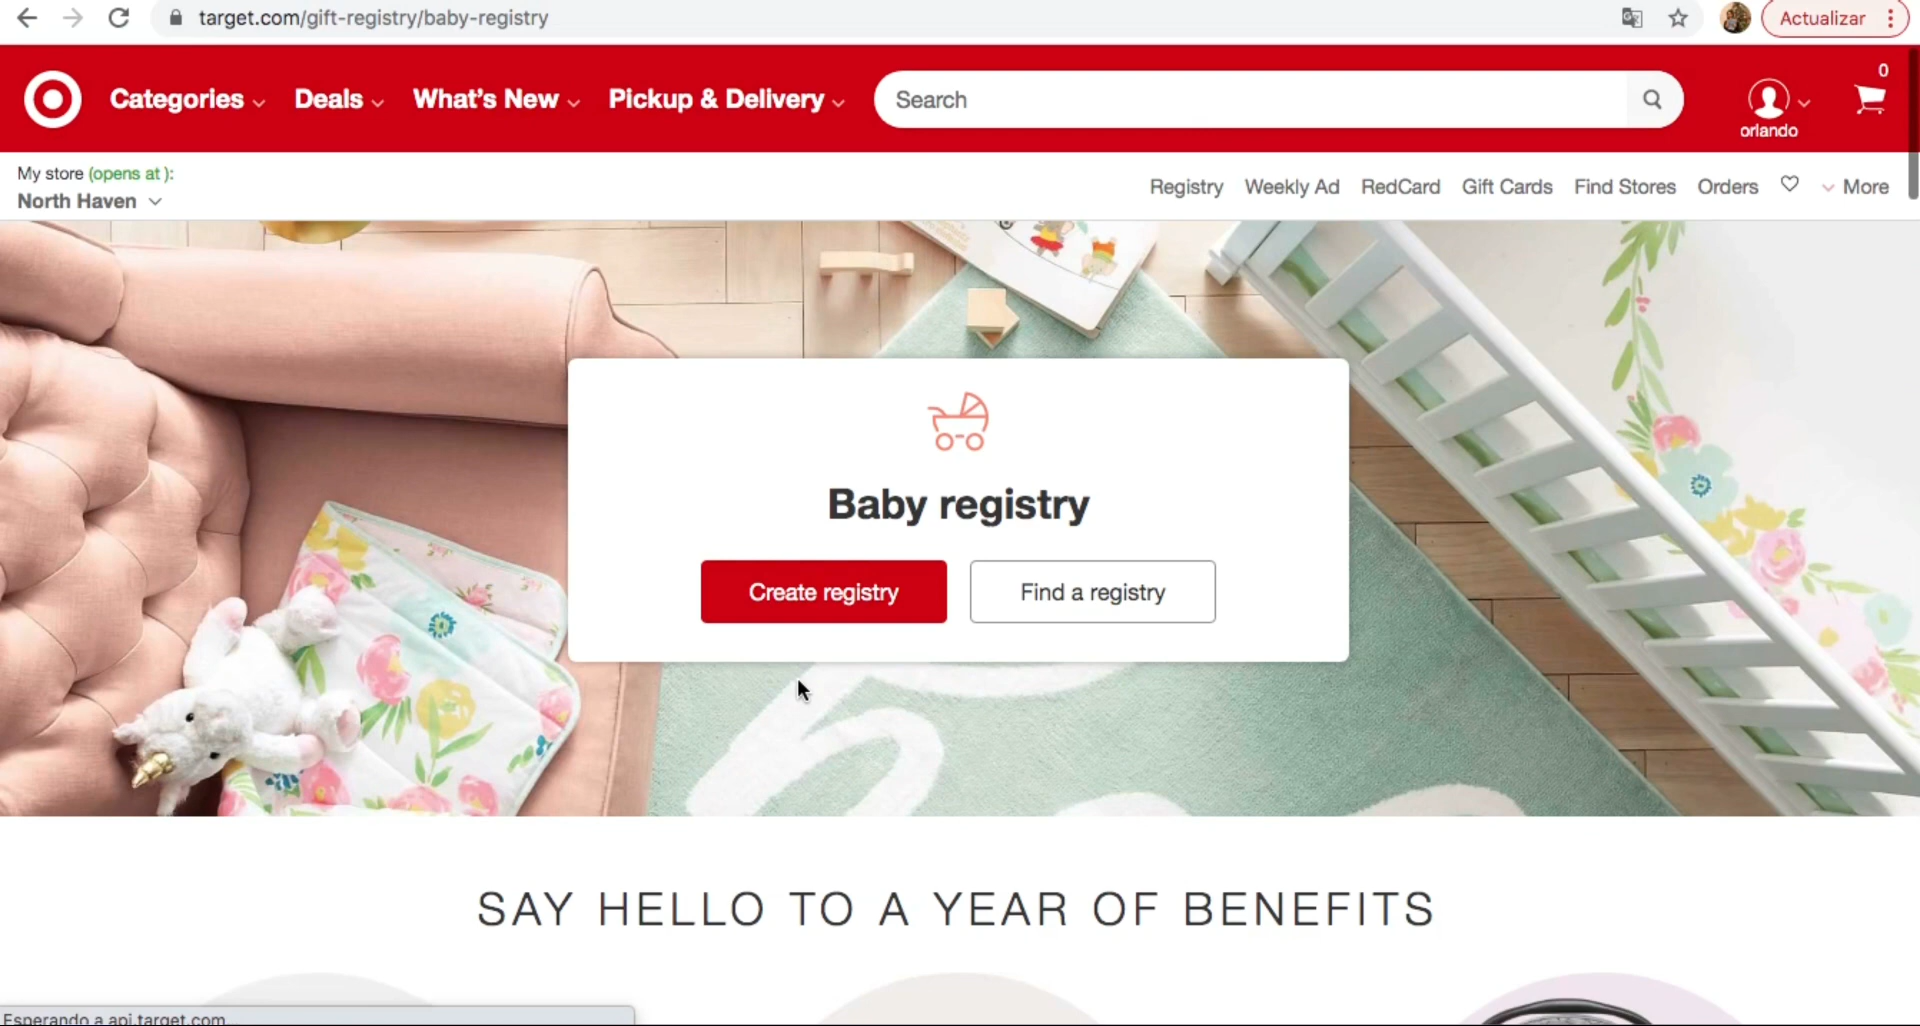 target.com/gift-registry/baby-registry
Actualizar
Categories
Deals
What's New
Pickup & Delivery
Search
orlando
0
My store (opens at ):
North Haven
Registry
Weekly Ad
RedCard
Gift Cards
Find Stores
Orders
More
Baby registry
Create registry
Find a registry
SAY HELLO TO A YEAR OF BENEFITS
Esperando a api.target.com...